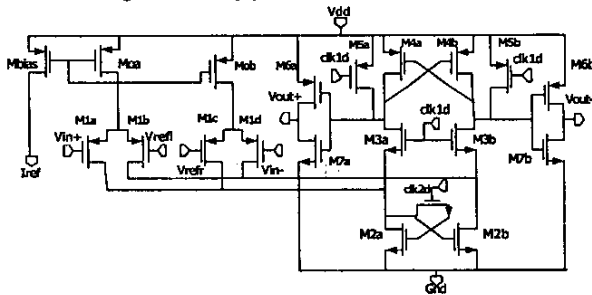 Vdd
M5a
M4a
M4b
M5b
Mbias
Moa
Mob
M6a
clk1d
clk1d
M6b
Vout+
clk1d
Vout-
M1a
M1b
M1c
M1d
Vin+
Vrefl
M3a
M3b
M7a
M7b
Iref
Vrefr
Vin-
clk2d
M2a
M2b
Gnd